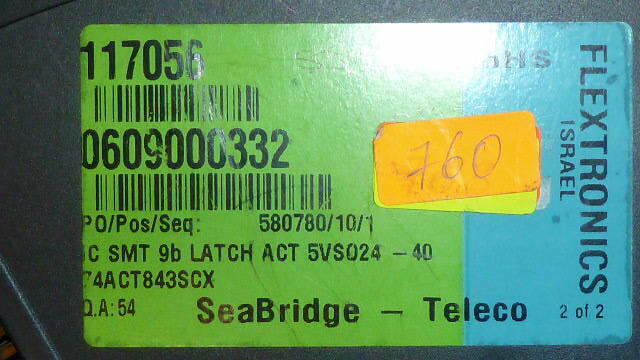 117056
0609000332
PO/Pos/Seq: 580780/10/1
IC SMT 9b LATCH ACT 5VSO24 -40
74ACT843SCX
Q.A: 54 SeaBridge - Teleco
2 of 2
FLEXTRONICS
ISRAEL
760